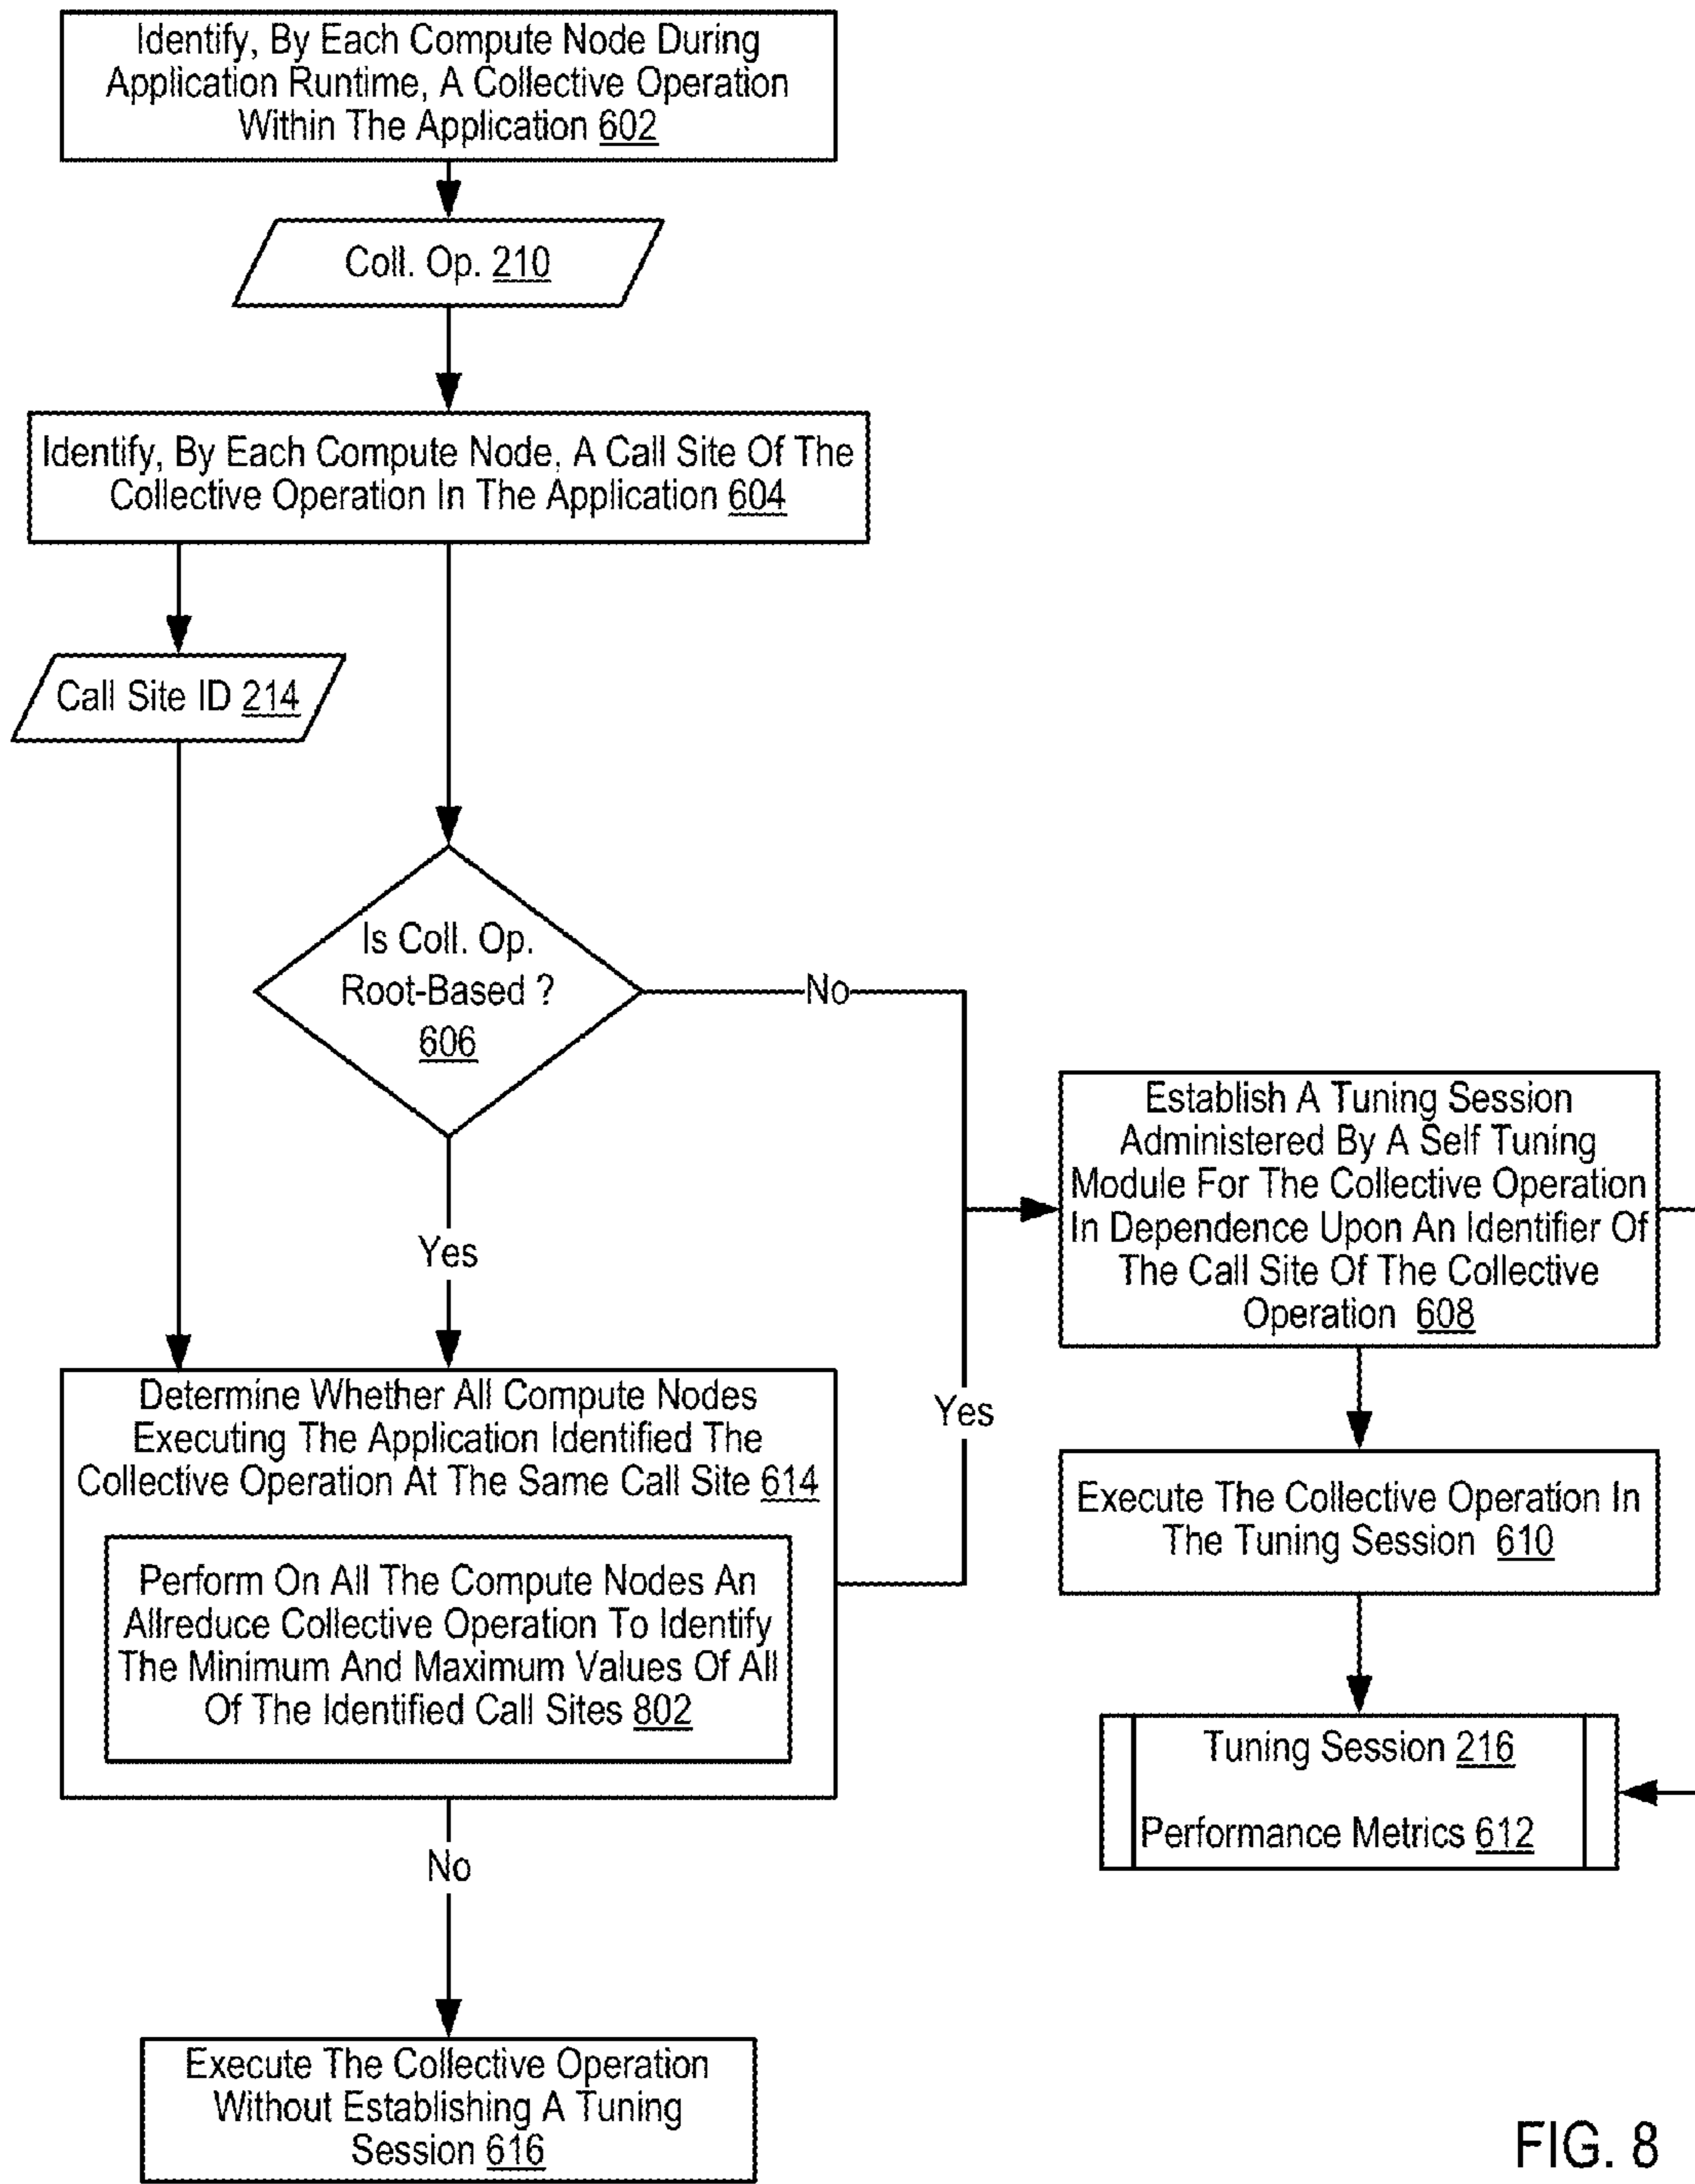 Identify, By Each Compute Node During
Application Runtime, A Collective Operation
Within The Application 602
Coll. Op. 210
Identify, By Each Compute Node, A Call Site Of The
Collective Operation In The Application 604
Call Site ID 214
Is Coll. Op.
Root-Based ?
606
No
Yes
Establish A Tuning Session
Administered By A Self Tuning
Module For The Collective Operation
In Dependence Upon An Identifier Of
The Call Site Of The Collective
Operation 608
Determine Whether All Compute Nodes
Executing The Application Identified The
Collective Operation At The Same Call Site 614
Yes
Perform On All The Compute Nodes An
Allreduce Collective Operation To Identify
The Minimum And Maximum Values Of All
Of The Identified Call Sites 802
Execute The Collective Operation In
The Tuning Session 610
Tuning Session 216
Performance Metrics 612
No
Execute The Collective Operation
Without Establishing A Tuning
Session 616
FIG. 8